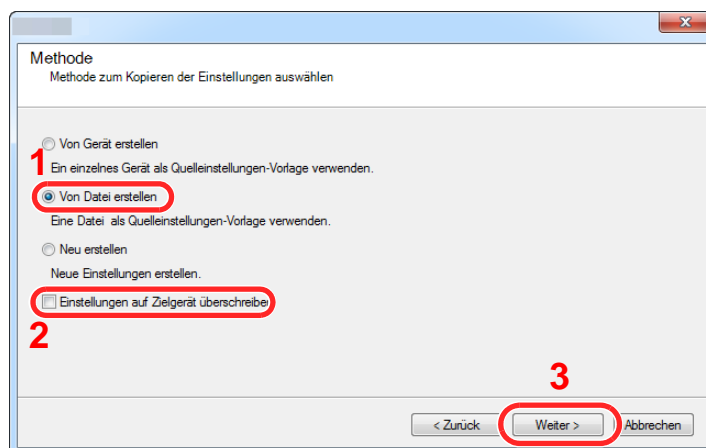 Methode
Methode zum Kopieren der Einstellungen auswählen
Von Gerät erstellen
1
Ein einzelnes Gerät als Quelleinstellungen-Vorlage verwenden.
Von Datei erstellen
Eine Datei als Quelleinstellungen-Vorlage verwenden.
Neu erstellen
Neue Einstellungen erstellen.
Einstellungen auf Zielgerät überschreiben
2
3
< Zurück Weiter > Abbrechen